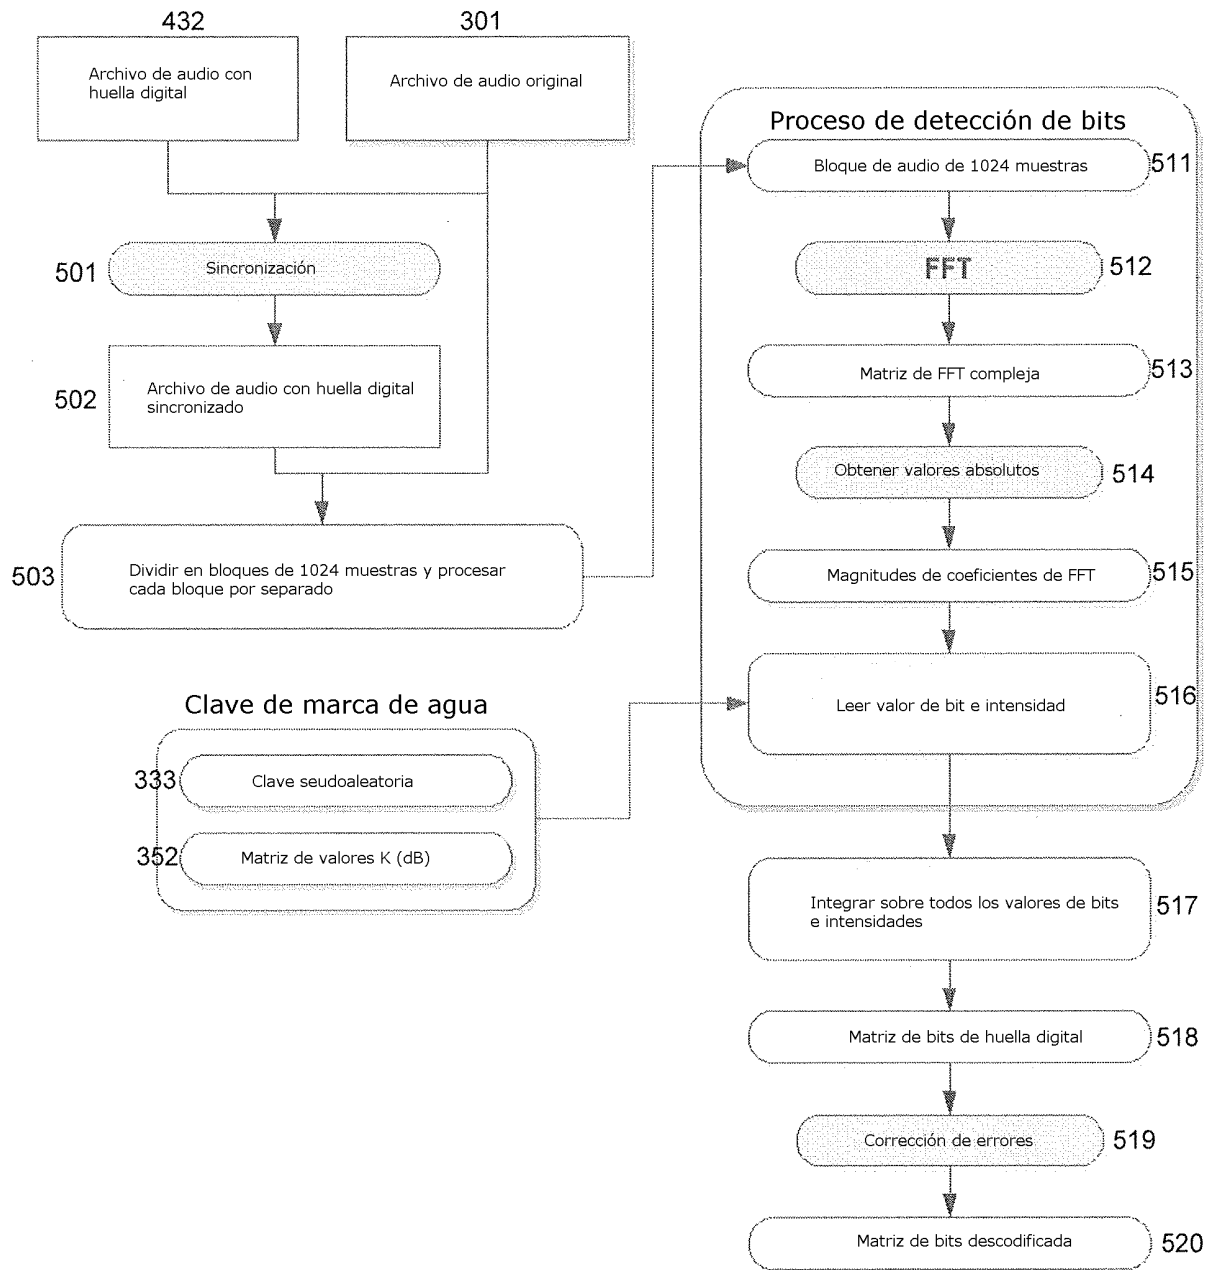 432
301
Archivo de audio con
huella digital
Archivo de audio original
501
Sincronización
502
Archivo de audio con huella digital
sincronizado
503
Dividir en bloques de 1024 muestras y procesar
cada bloque por separado
Clave de marca de agua
333
Clave seudoaleatoria
352
Matriz de valores K (dB)
Proceso de detección de bits
Bloque de audio de 1024 muestras
511
FFT
512
Matriz de FFT compleja
513
Obtener valores absolutos
514
Magnitudes de coeficientes de FFT
515
Leer valor de bit e intensidad
516
Integrar sobre todos los valores de bits
e intensidades
517
Matriz de bits de huella digital
518
Corrección de errores
519
Matriz de bits descodificada
520